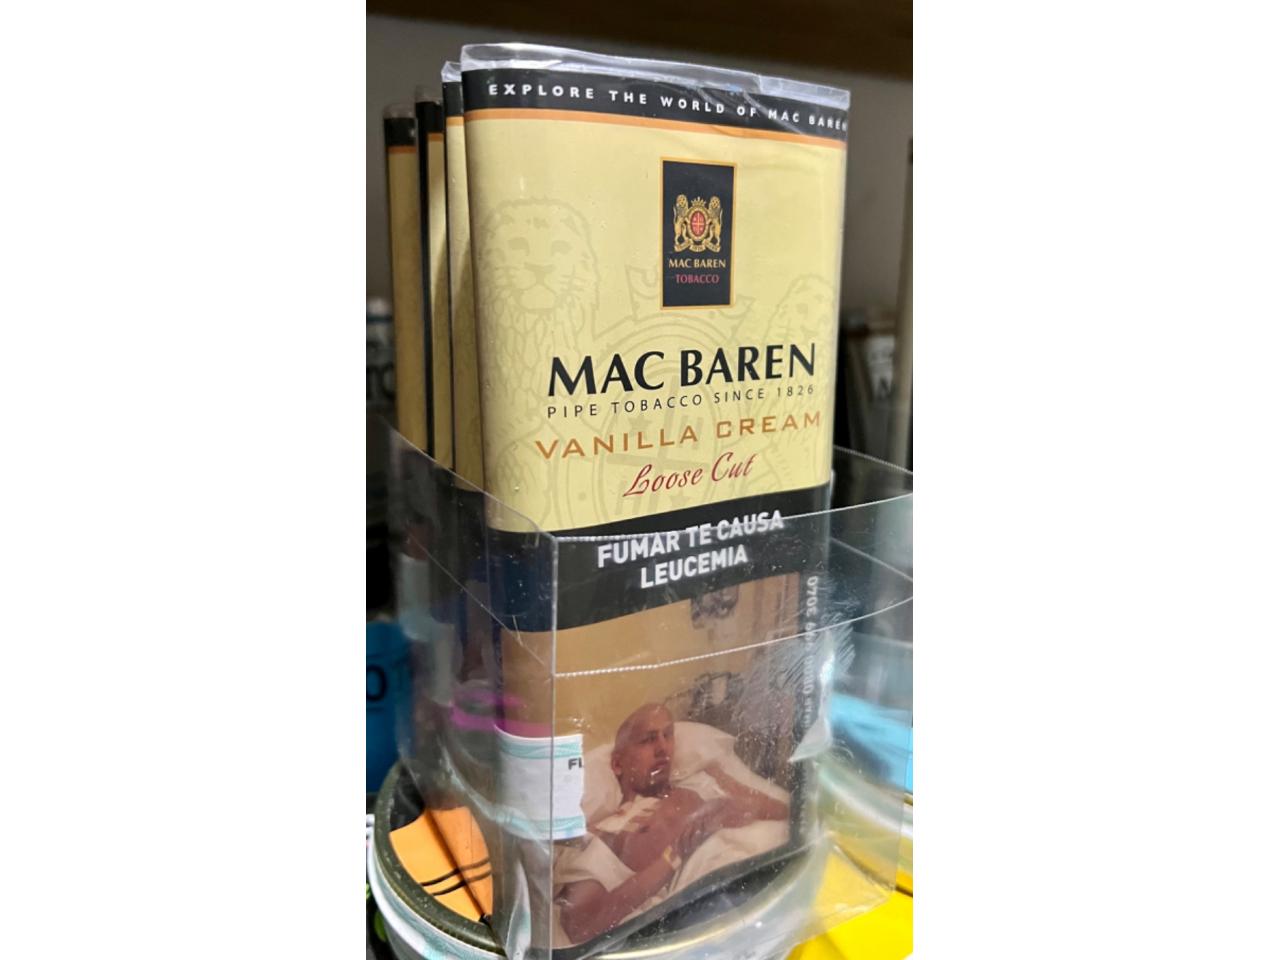 EXPLORE THE WORLD OF MAC BAREN
MAC BAREN
TOBACCO
MAC BAREN
PIPE TOBACCO SINCE 1826
VANILLA CREAM
Loose Cut
FUMAR TE CAUSA
LEUCEMIA